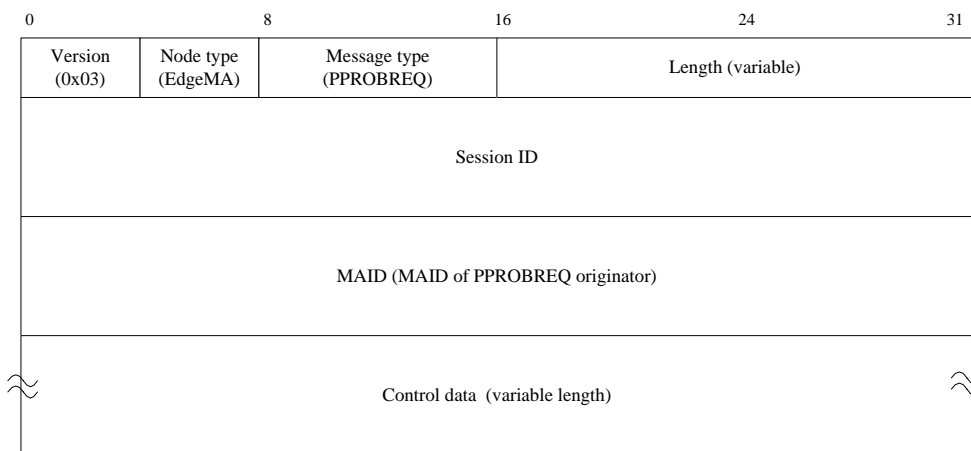 0 8 16 24 31
Version
(0x03)
Node type
(EdgeMA)
Message type
(PPROBREQ)
Length (variable)
Session ID
MAID (MAID of PPROBREQ originator)
Control data (variable length)